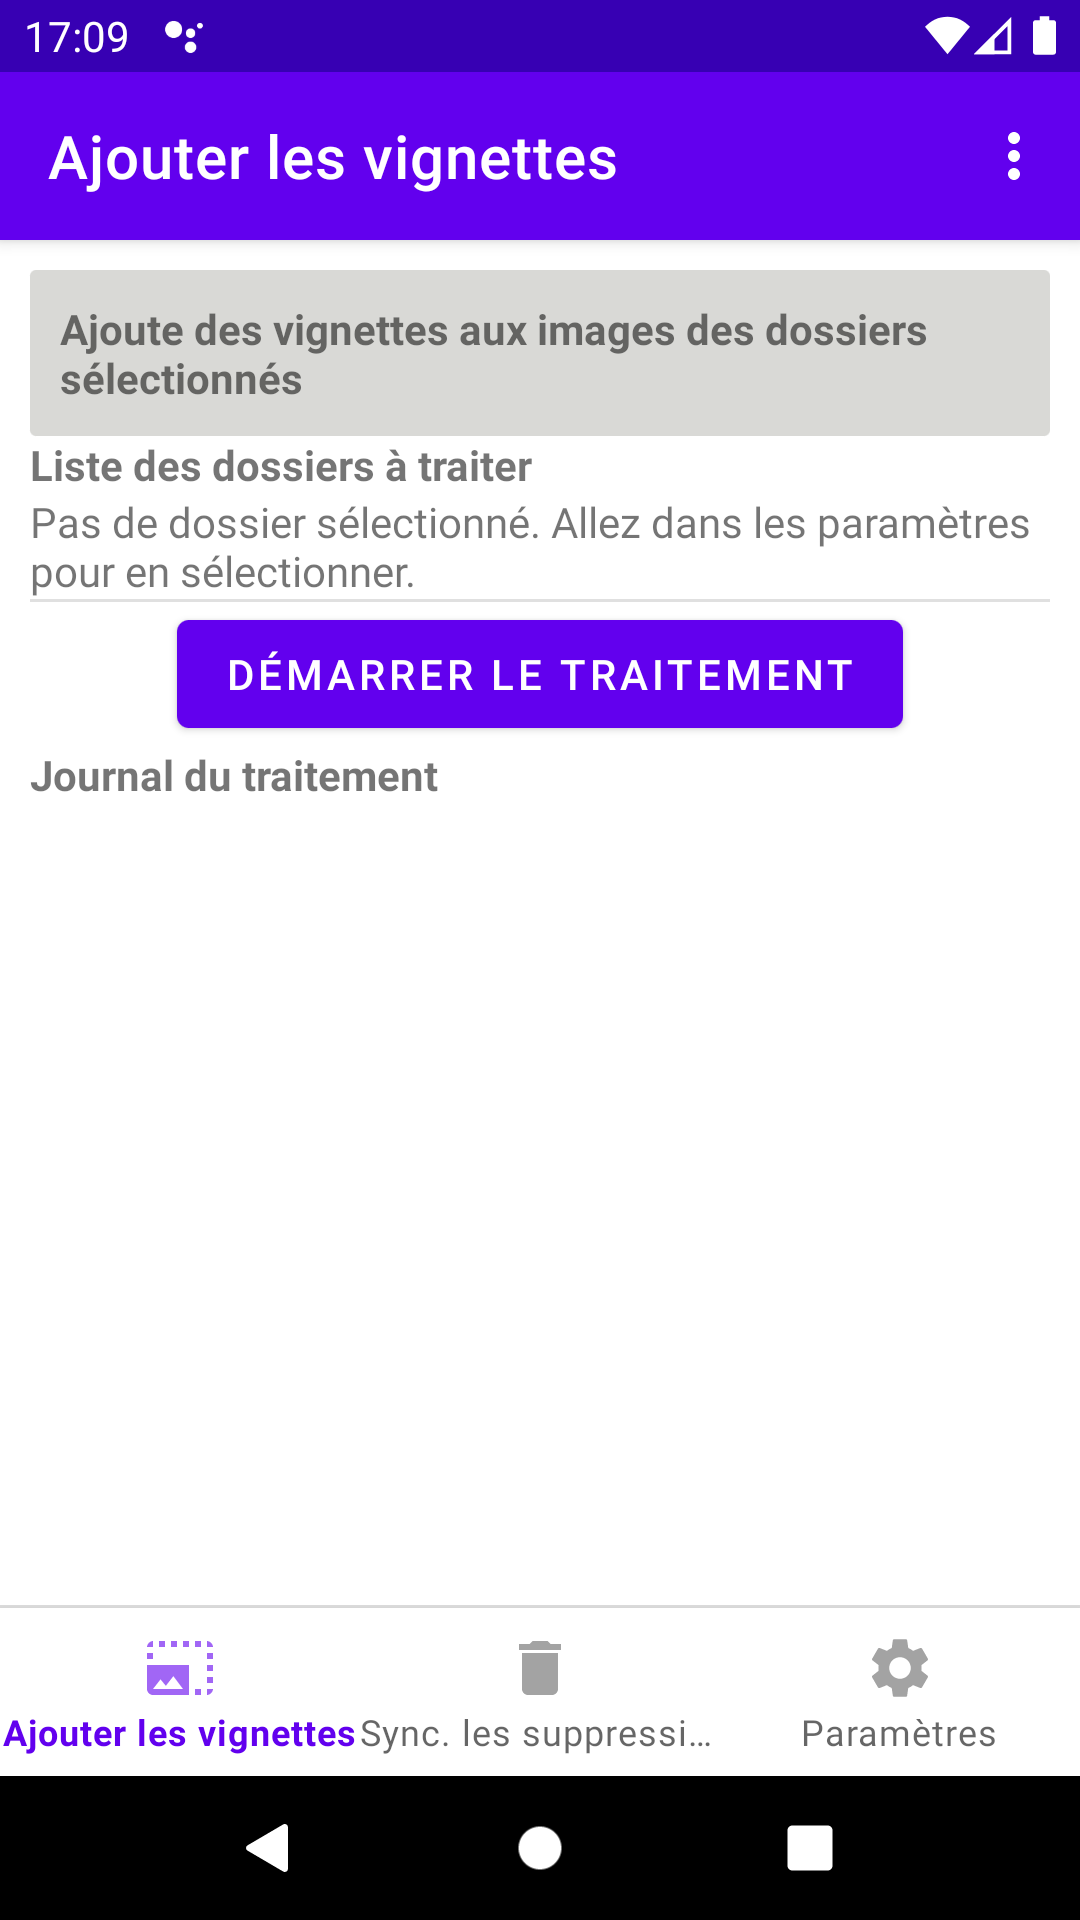 17:09
Ajouter les vignettes
Ajoute des vignettes aux images des dossiers
sélectionnés
Liste des dossiers à traiter
Pas de dossier sélectionné. Allez dans les paramètres
pour en sélectionner.
DÉMARRER LE TRAITEMENT
Journal du traitement
Ajouter les vignettes
Sync. les suppressi…
Paramètres